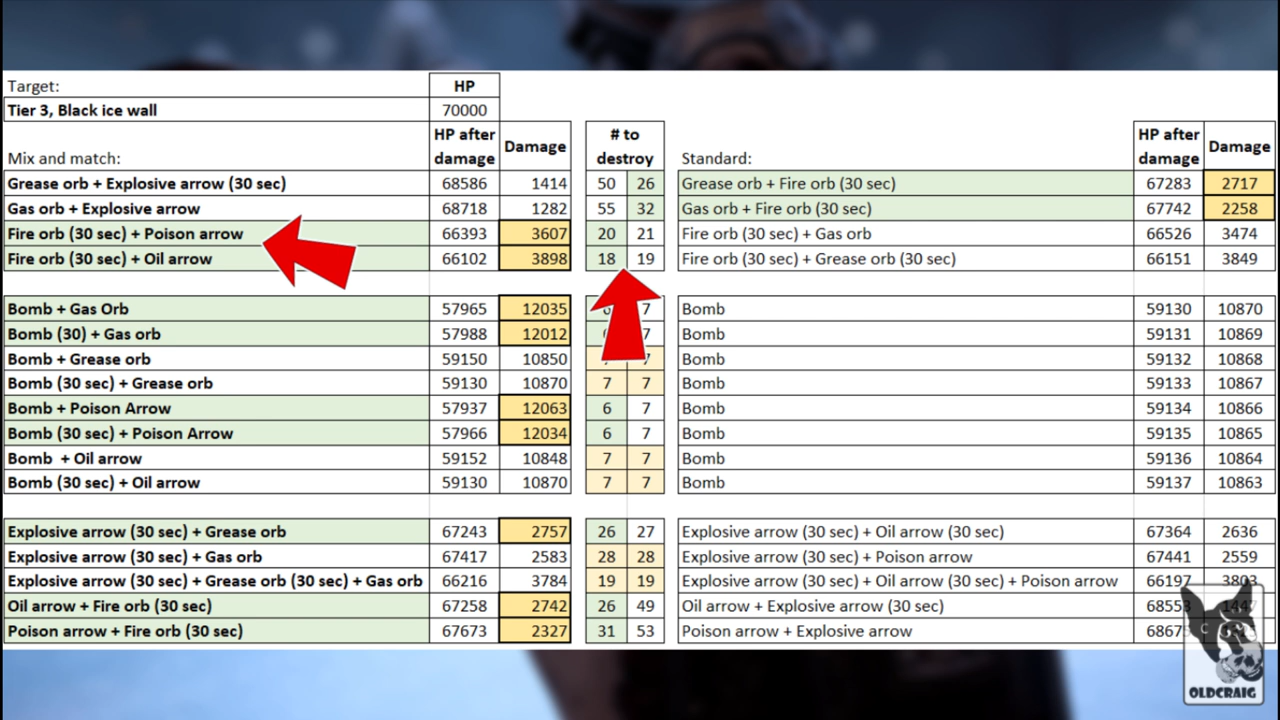 Target: HP
Tier 3, Black ice wall 70000
Mix and match: HP after damage Damage # to destroy Standard: HP after damage Damage
Grease orb + Explosive arrow (30 sec) 68586 1414 50 26 Grease orb + Fire orb (30 sec) 67283 2717
Gas orb + Explosive arrow 68718 1282 55 32 Gas orb + Fire orb (30 sec) 67742 2258
Fire orb (30 sec) + Poison arrow 66393 3607 20 21 Fire orb (30 sec) + Gas orb 66526 3474
Fire orb (30 sec) + Oil arrow 66102 3898 18 19 Fire orb (30 sec) + Grease orb (30 sec) 66151 3849
Bomb + Gas Orb 57965 12035 7 Bomb 59130 10870
Bomb (30) + Gas orb 57988 12012 7 Bomb 59131 10869
Bomb + Grease orb 59150 10850 Bomb 59132 10868
Bomb (30 sec) + Grease orb 59130 10870 7 7 Bomb 59133 10867
Bomb + Poison Arrow 57937 12063 6 7 Bomb 59134 10866
Bomb (30 sec) + Poison Arrow 57966 12034 6 7 Bomb 59135 10865
Bomb + Oil arrow 59152 10848 7 7 Bomb 59136 10864
Bomb (30 sec) + Oil arrow 59130 10870 7 7 Bomb 59137 10863
Explosive arrow (30 sec) + Grease orb 67243 2757 26 27 Explosive arrow (30 sec) + Oil arrow (30 sec) 67364 2636
Explosive arrow (30 sec) + Gas orb 67417 2583 28 28 Explosive arrow (30 sec) + Poison arrow 67441 2559
Explosive arrow (30 sec) + Grease orb (30 sec) + Gas orb 66216 3784 19 19 Explosive arrow (30 sec) + Oil arrow (30 sec) + Poison arrow 66197
Oil arrow + Fire orb (30 sec) 67258 2742 26 49 Oil arrow + Explosive arrow (30 sec)
Poison arrow + Fire orb (30 sec) 67673 2327 31 53 Poison arrow + Explosive arrow
OLDCRAIG